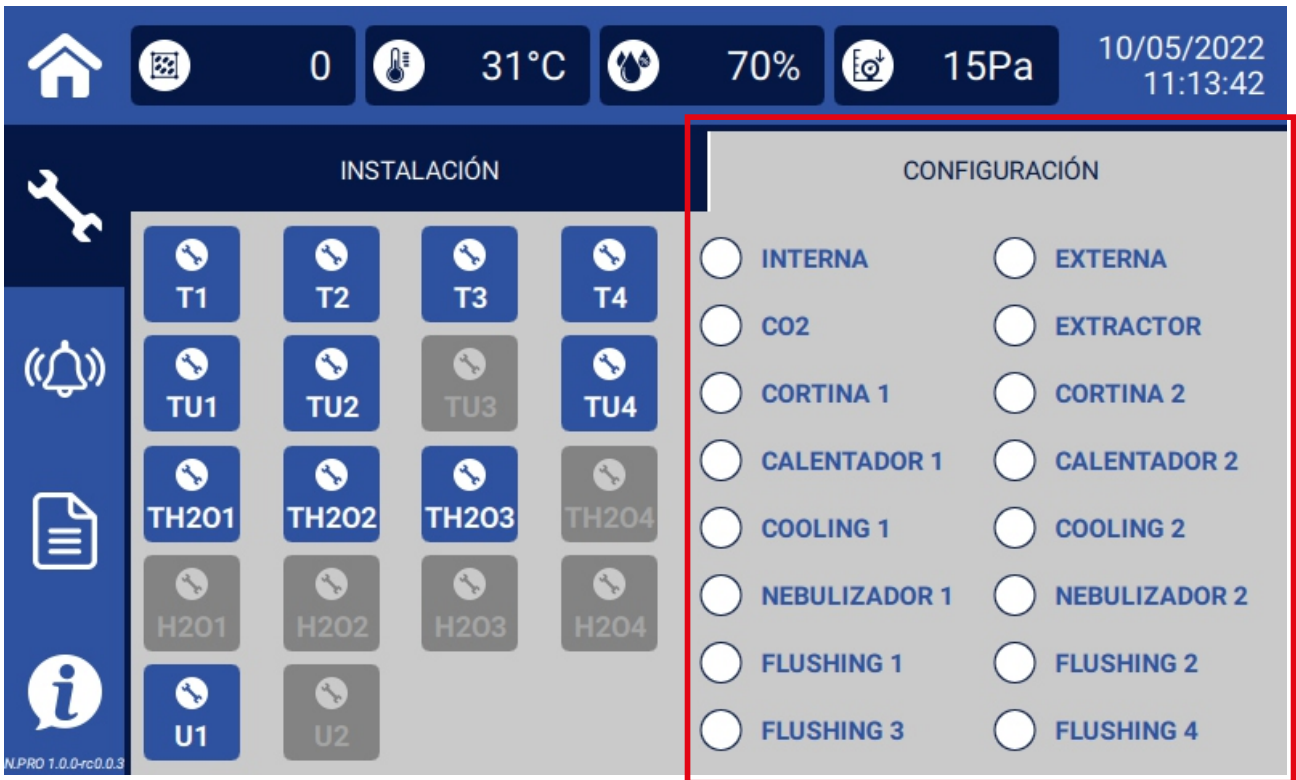 0
31°C
70%
15Pa
10/05/2022
11:13:42
INSTALACIÓN
CONFIGURACIÓN
T1 T2 T3 T4
TU1 TU2 TU3 TU4
TH2O1 TH2O2 TH2O3 TH2O4
H2O1 H2O2 H2O3 H2O4
U1 U2
INTERNA EXTERNA
CO2 EXTRACTOR
CORTINA 1 CORTINA 2
CALENTADOR 1 CALENTADOR 2
COOLING 1 COOLING 2
NEBULIZADOR 1 NEBULIZADOR 2
FLUSHING 1 FLUSHING 2
FLUSHING 3 FLUSHING 4
N.PRO 1.0.0-rc0.0.3